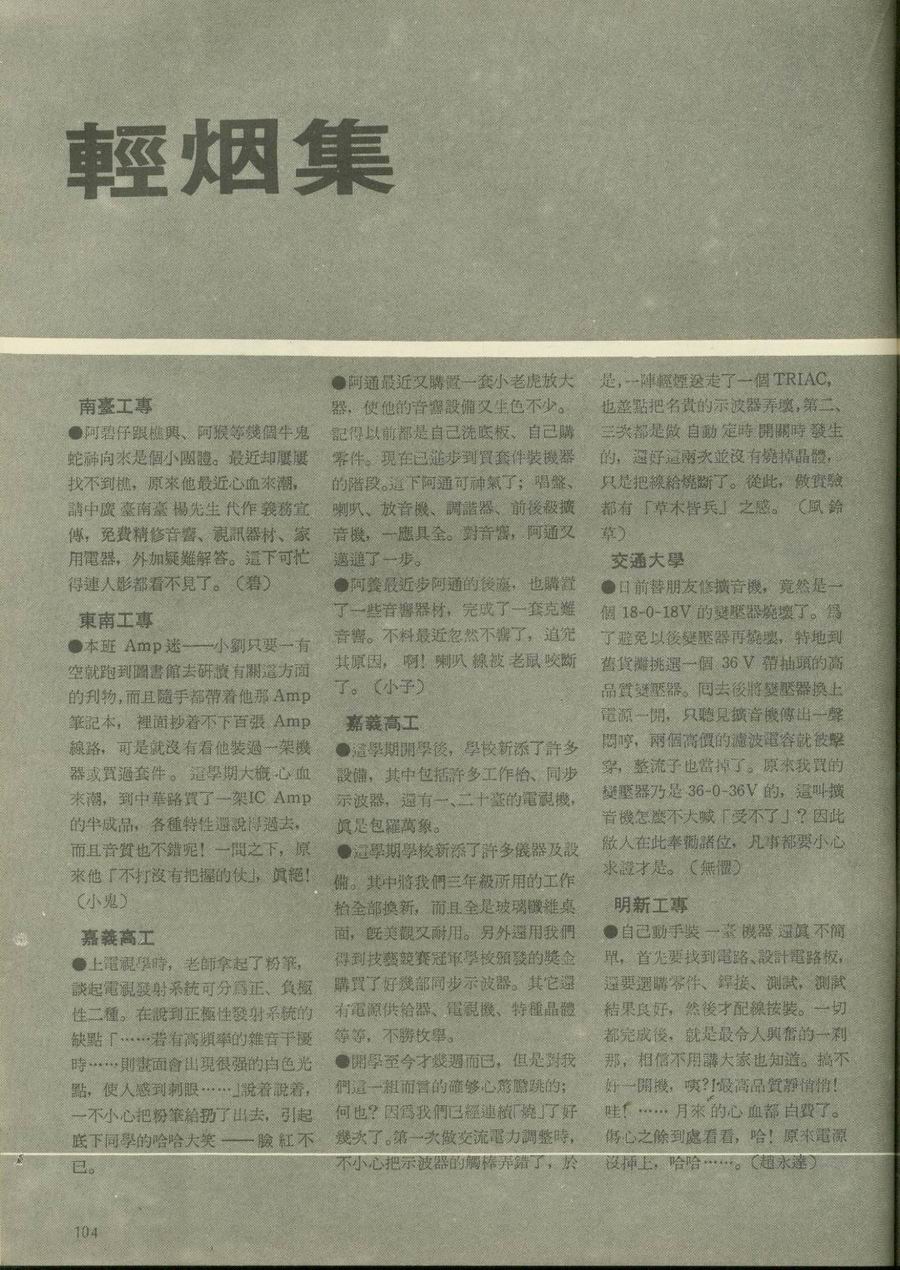 輕烟集
南臺工專
●阿碧仔跟樵興、阿猴等幾個牛鬼
蛇神向來是個小團體。最近却屢屢
找不到樵，原來他最近心血來潮，
請中廣臺南臺楊先生代作義務宣
傳，免費精修音響、視訊器材、家
用電器，外加疑難解答。這下可忙
得連人影都看不見了。（碧）
東南工專
●本班 Amp 迷——小劉只要一有
空就跑到圖書館去研讀有關這方面
的刋物，而且隨手都帶着他那 Amp
筆記本， 裡面抄着不下百張 Amp
線路，可是就沒有看他裝過一架機
器或買過套件。 這學期大概心血
來潮，到中華路買了一架IC Amp
的半成品，各種特性還說得過去，
而且音質也不錯呢！一問之下，原
來他「不打沒有把握的仗」，眞絕！
（小鬼）
嘉義高工
●上電視學時，老師拿起了粉筆，
談起電視發射系統可分爲正、負極
性二種。在說到正極性發射系統的
缺點「……若有高頻率的雜音干擾
時……則畫面會出現很强的白色光
點，使人感到刺眼……」說着說着，
一不小心把粉筆給扔了出去，引起
底下同學的哈哈大笑——臉紅不
已。
●阿通最近又購置一套小老虎放大
器，使他的音響設備又生色不少。
記得以前都是自己洗底板、自己購
零件。現在已進步到買套件裝機器
的階段。這下阿通可神氣了；唱盤、
喇叭、放音機、調諧器、前後級擴
音機，一應具全。對音響，阿通又
邁進了一步。
●阿養最近步阿通的後塵，也購置
了一些音響器材，完成了一套克難
音響。不料最近忽然不響了，追究
其原因， 啊！喇叭線被老鼠咬斷
了。（小子）
嘉義高工
●這學期開學後，學校新添了許多
設備，其中包括許多工作枱、同步
示波器，還有一、二十臺的電視機，
眞是包羅萬象。
●這學期學校新添了許多儀器及設
備。其中將我們三年級所用的工作
枱全部換新，而且全是玻璃纖維桌
面，旣美觀又耐用。另外還用我們
得到技藝競賽冠軍學校頒發的獎金
購買了好幾部同步示波器。其它還
有電源供給器、電視機、特種晶體
等等，不勝枚擧。
●開學至今才幾週而已，但是對我
們這一組而言的確够心驚膽跳的；
何也？因爲我們已經連續「燒」了好
幾次了。第一次做交流電力調整時，
不小心把示波器的觸棒弄錯了，於
是，一陣輕煙送走了一個 TRIAC，
也差點把名貴的示波器弄壞，第二、
三次都是做自動定時開關時發生
的，還好這兩次並沒有燒掉晶體，
只是把線給燒斷了。從此，做實驗
都有「草木皆兵」之感。（風鈴
草）
交通大學
●日前替朋友修擴音機，竟然是一
個 18-0-18V 的變壓器燒壞了。爲
了避免以後變壓器再燒壞，特地到
舊貨攤挑選一個 36 V 帶抽頭的高
品質變壓器。囘去後將變壓器換上
電源一開，只聽見擴音機傳出一聲
悶哼，兩個高價的濾波電容就被擊
穿，整流子也當掉了。原來我買的
變壓器乃是 36-0-36V 的，這叫擴
音機怎麼不大喊「受不了」？因此
敝人在此奉勸諸位，凡事都要小心
求證才是。（無懼）
明新工專
●自己動手裝一臺機器還眞不簡
單，首先要找到電路、設計電路板，
還要選購零件、銲接、測試，測試
結果良好，然後才配線按裝。一切
都完成後，就是最令人興奮的一刹
那，相信不用講大家也知道。搞不
好一開機，咦?!最高品質靜悄悄！
哇！……月來的心血都白費了。
傷心之餘到處看看，哈！原來電源
沒揷上，哈哈……。（趙永達）
104